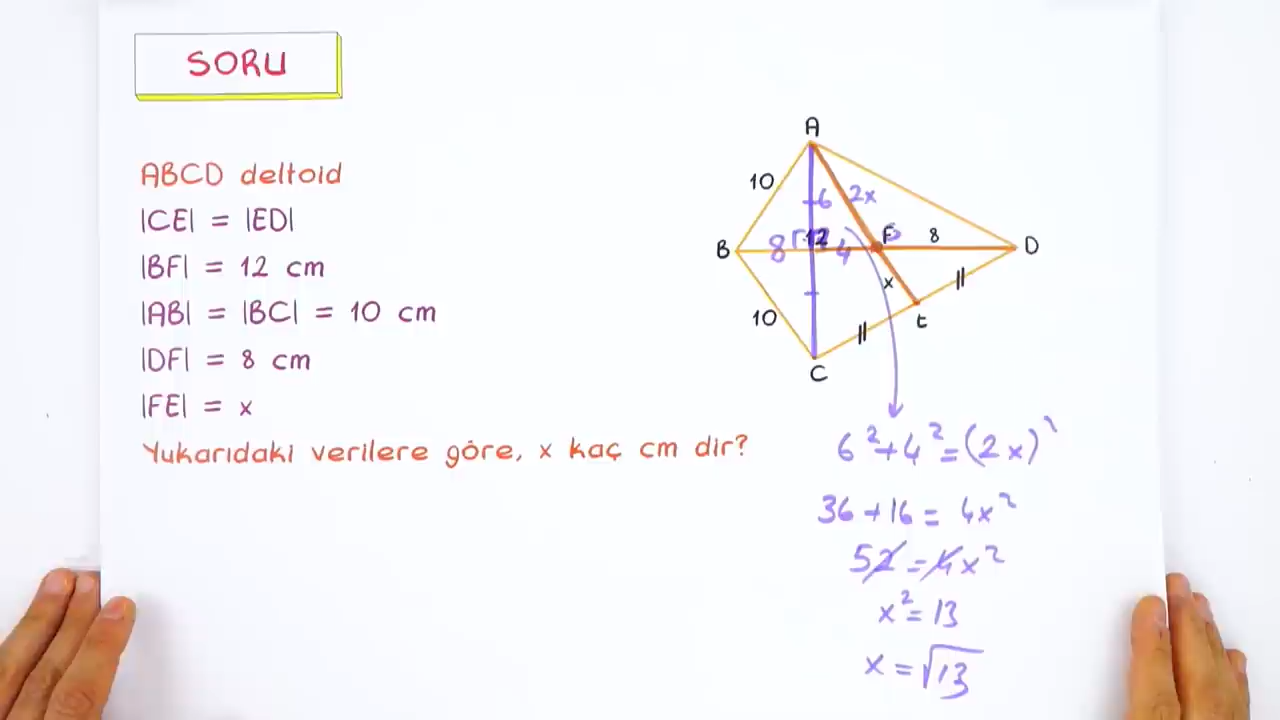 SORU
ABCD deltoid
|CE| = |ED|
|BF| = 12 cm
|AB| = |BC| = 10 cm
|DF| = 8 cm
|FE| = x
Yukarıdaki verilere göre, x kaç cm dir?
A
10
6
2x
B
8
12
4
F
8
D
x
10
E
C
6²+4²=(2x)²
36+16=4x²
52=4x²
x²=13
x=√13